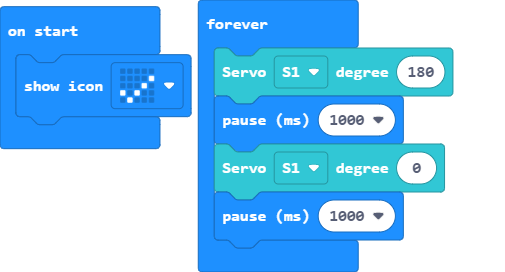 on start
show icon
forever
Servo S1 degree 180
pause (ms) 1000
Servo S1 degree 0
pause (ms) 1000